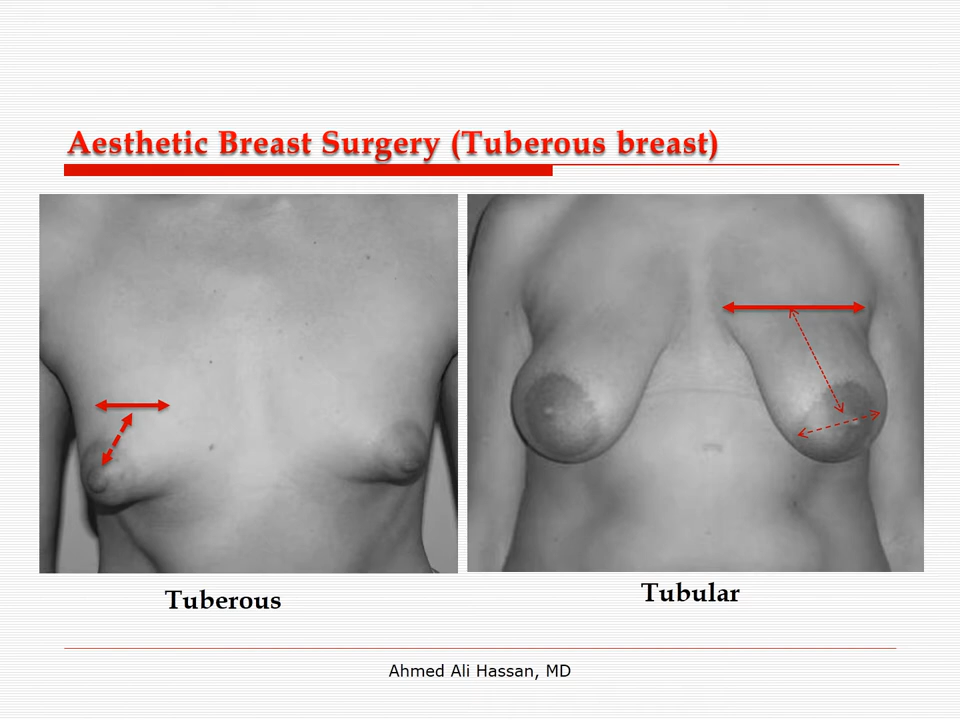 Aesthetic Breast Surgery (Tuberous breast)
Tuberous
Tubular
Ahmed Ali Hassan, MD